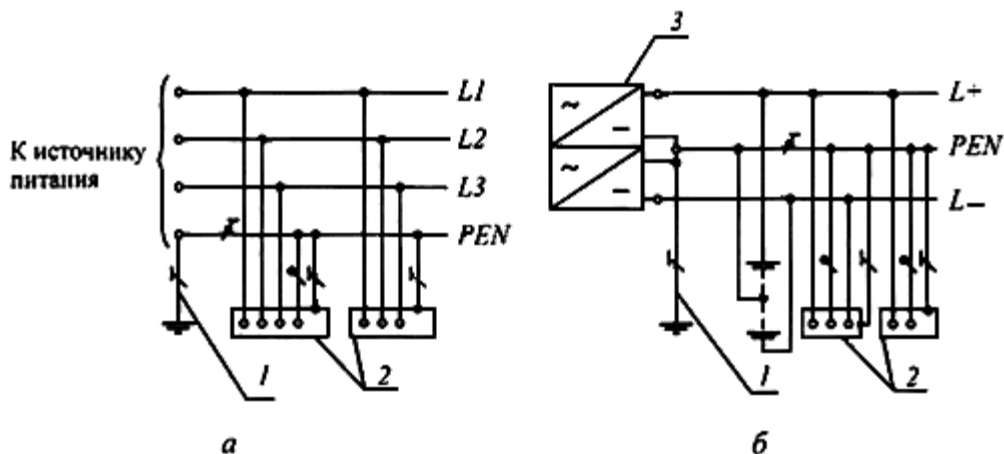 К источнику
питания
L1
L2
L3
PEN
1
2
а
3
~
–
~
–
L+
PEN
L–
1
2
б